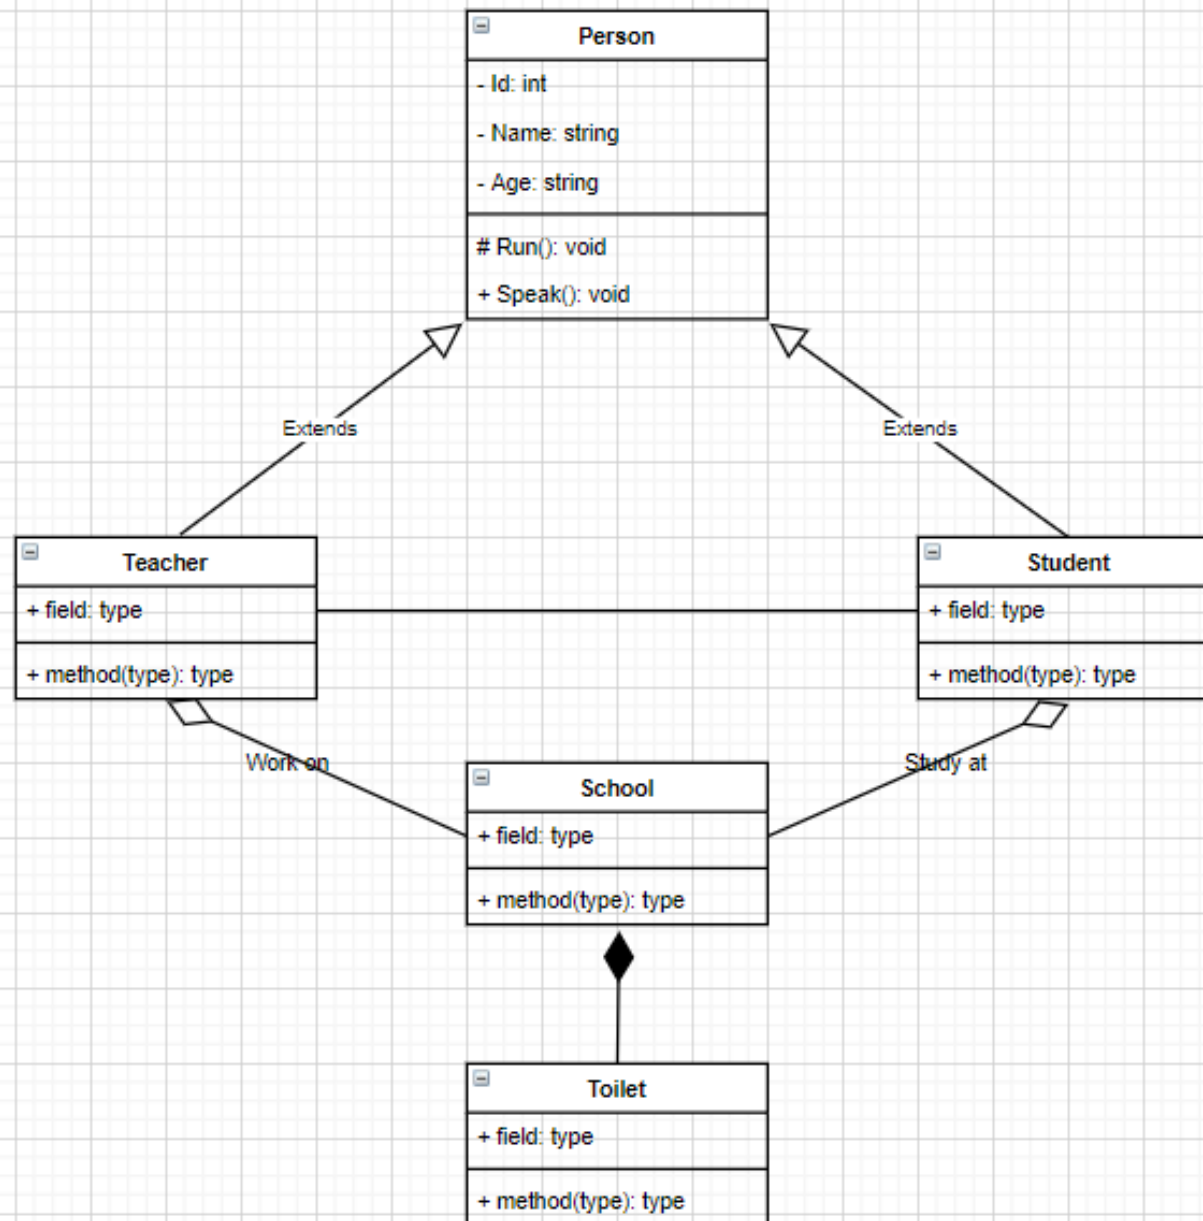 Person
- Id: int
- Name: string
- Age: string
# Run(): void
+ Speak(): void
Extends
Extends
Teacher
+ field: type
+ method(type): type
Student
+ field: type
+ method(type): type
Work on
Study at
School
+ field: type
+ method(type): type
Toilet
+ field: type
+ method(type): type